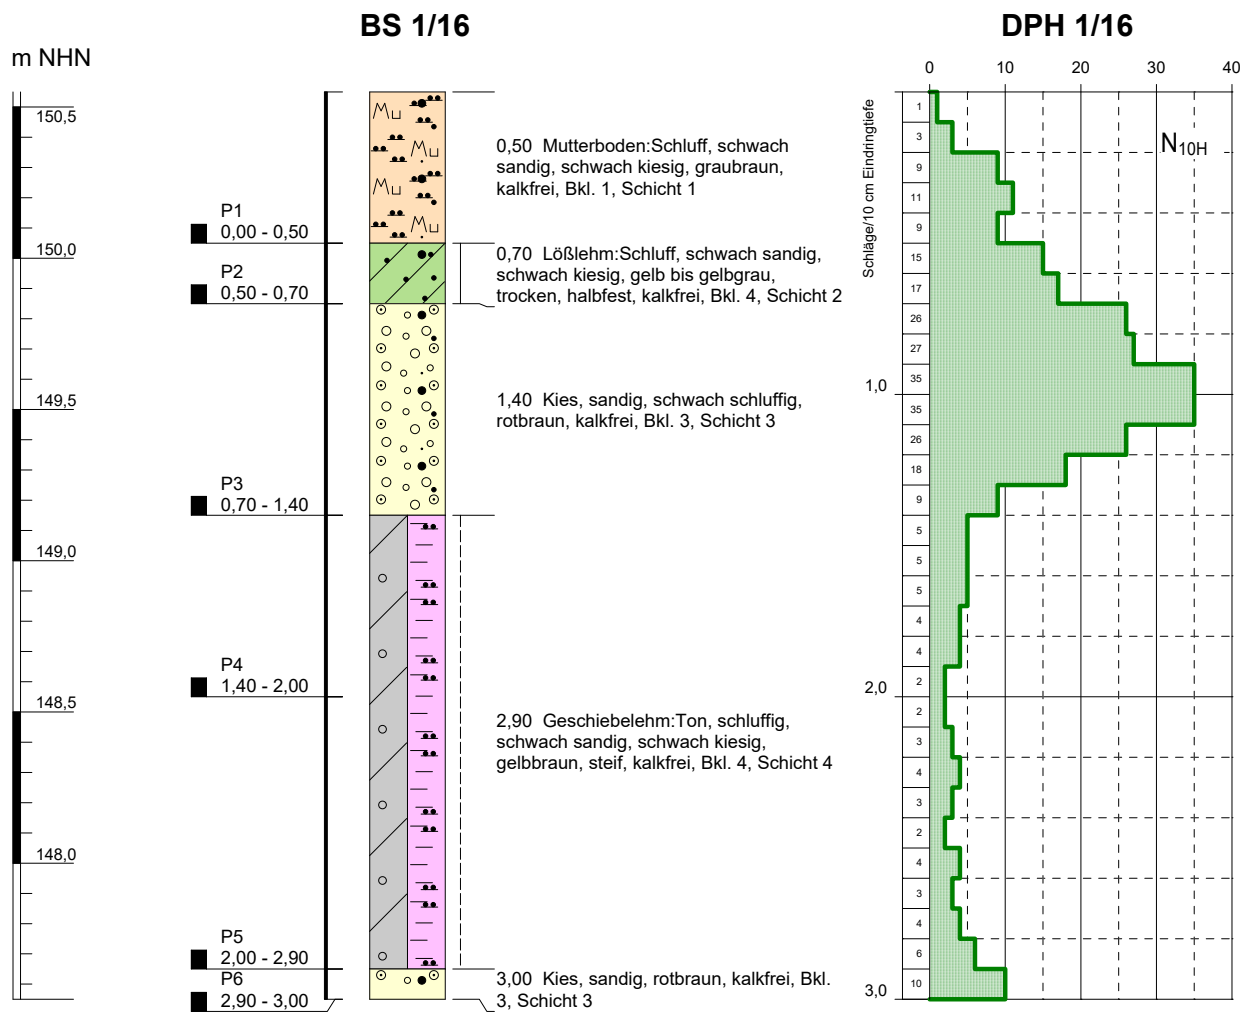 BS 1/16
DPH 1/16
m NHN
150,5
150,0
149,5
149,0
148,5
148,0
P1
0,00 - 0,50
P2
0,50 - 0,70
P3
0,70 - 1,40
P4
1,40 - 2,00
P5
2,00 - 2,90
P6
2,90 - 3,00
0,50 Mutterboden:Schluff, schwach
sandig, schwach kiesig, graubraun,
kalkfrei, Bkl. 1, Schicht 1
0,70 Lößlehm:Schluff, schwach sandig,
schwach kiesig, gelb bis gelbgrau,
trocken, halbfest, kalkfrei, Bkl. 4, Schicht 2
1,40 Kies, sandig, schwach schluffig,
rotbraun, kalkfrei, Bkl. 3, Schicht 3
2,90 Geschiebelehm:Ton, schluffig,
schwach sandig, schwach kiesig,
gelbbraun, steif, kalkfrei, Bkl. 4, Schicht 4
3,00 Kies, sandig, rotbraun, kalkfrei, Bkl.
3, Schicht 3
0 10 20 30 40
Schläge/10 cm Eindringtiefe
N10H
1,0
2,0
3,0
1
3
9
11
9
15
17
26
27
35
35
26
18
9
5
5
5
4
4
2
2
3
4
3
2
4
3
4
6
10